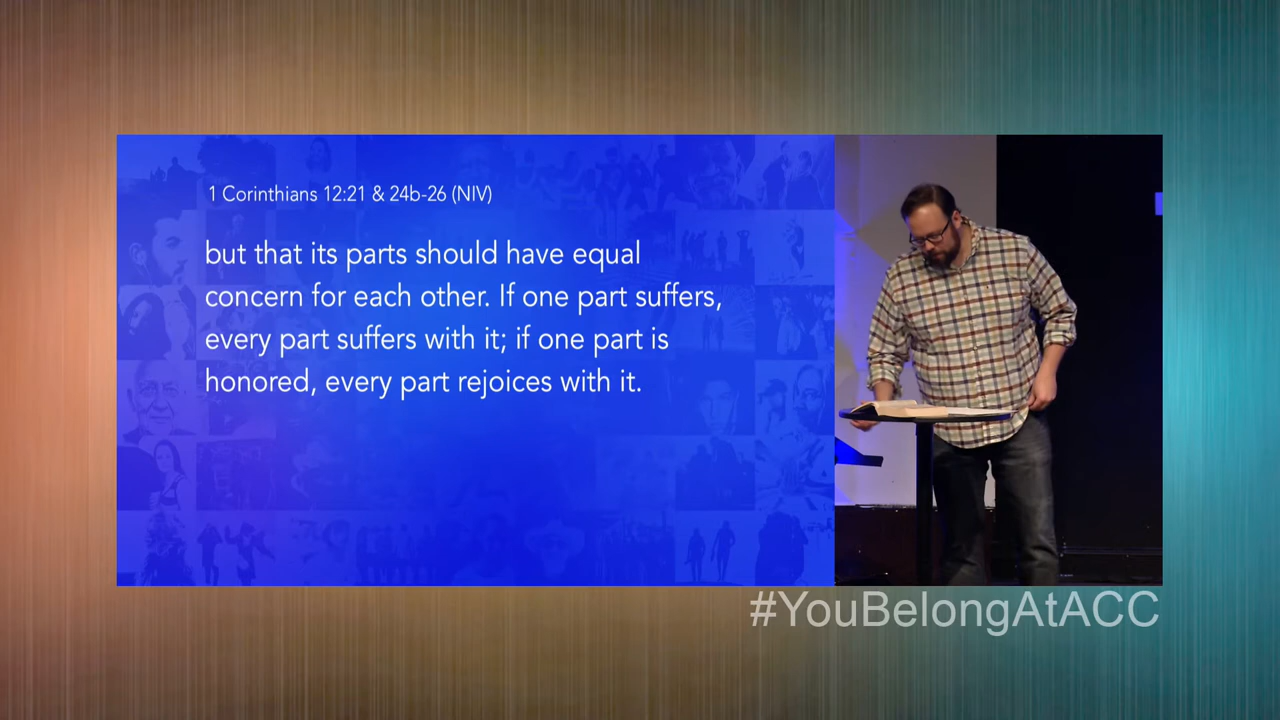 1 Corinthians 12:21 & 24b-26 (NIV)
but that its parts should have equal
concern for each other. If one part suffers,
every part suffers with it; if one part is
honored, every part rejoices with it.
#YouBelongAtACC